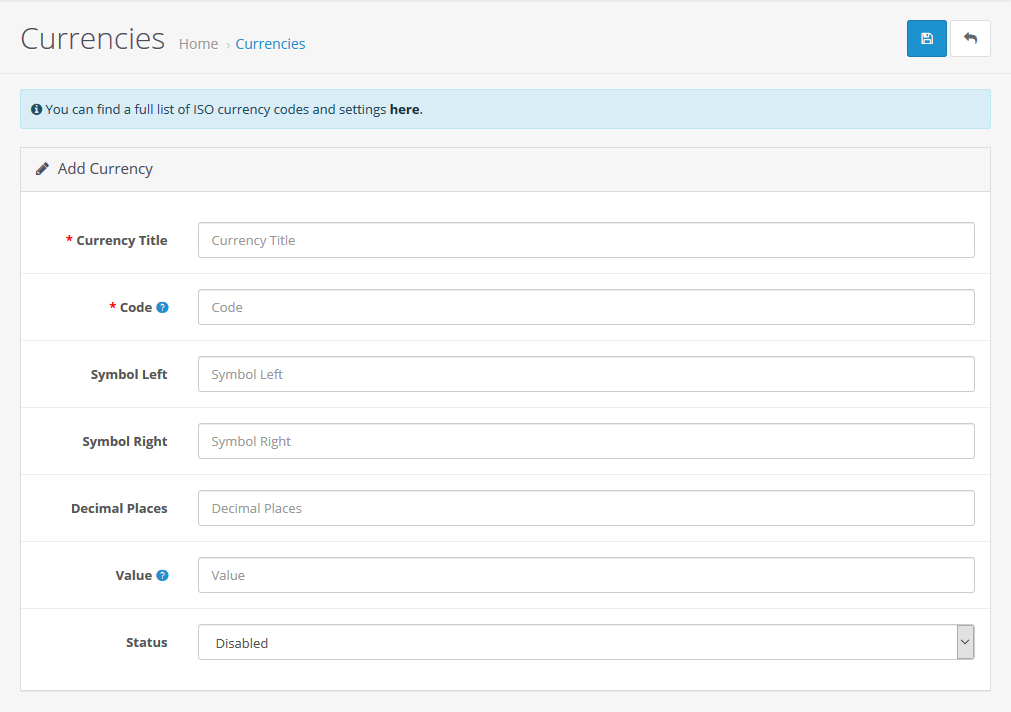 Currencies Home › Currencies
You can find a full list of ISO currency codes and settings here.
Add Currency
* Currency Title Currency Title
* Code ? Code
Symbol Left Symbol Left
Symbol Right Symbol Right
Decimal Places Decimal Places
Value ? Value
Status Disabled